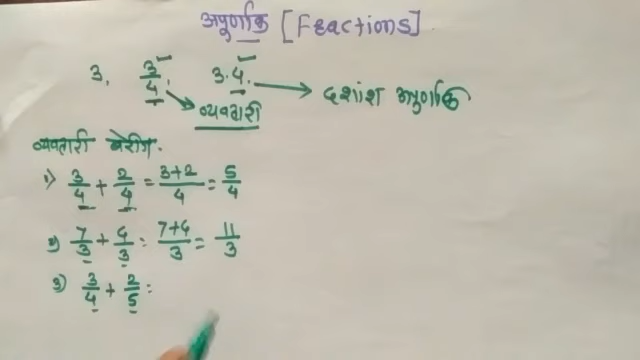 अपूर्णांक [Fractions]
3. 3/4. 3.4. → दशांश अपूर्णांक
व्यवहारी
व्यवहारी बेरीज.
1) 3/4 + 2/4 = 3+2/4 = 5/4
२) 7/3 + 4/3 = 7+4/3 = 11/3
3) 3/4 + 2/5 =